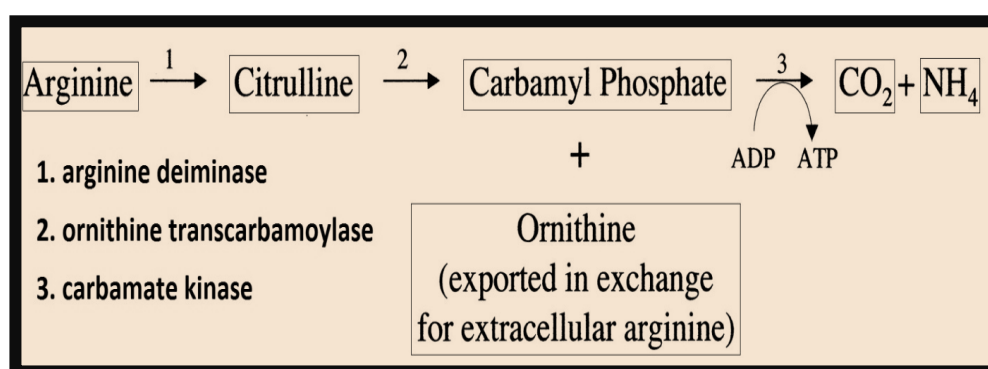 1 2 3
Arginine Citrulline Carbamyl Phosphate CO₂ + NH₄
ADP ATP
+
1. arginine deiminase
2. ornithine transcarbamoylase
3. carbamate kinase
Ornithine
(exported in exchange
for extracellular arginine)